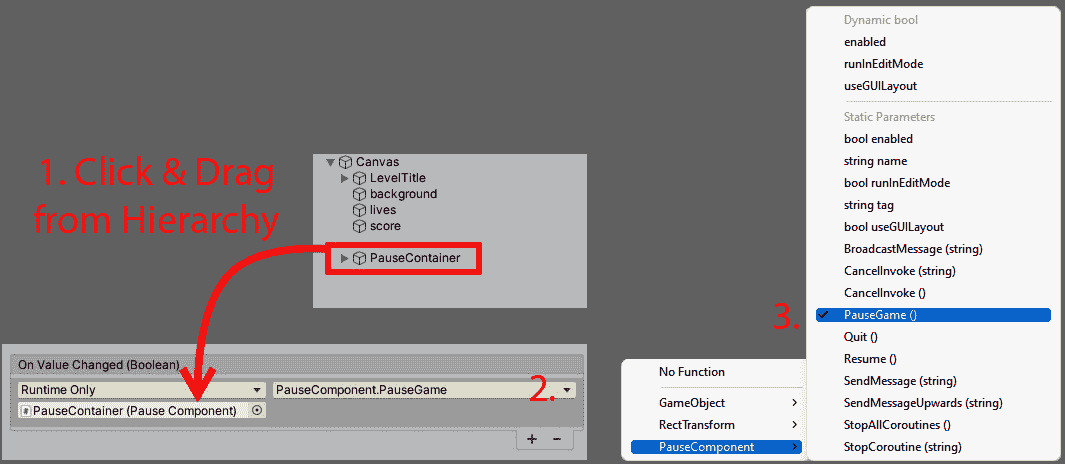 1. Click & Drag
from Hierarchy
Canvas
LevelTitle
background
lives
score
PauseContainer
On Value Changed (Boolean)
Runtime Only
PauseComponent.PauseGame
2.
PauseContainer (Pause Component)
+ -
No Function
GameObject
RectTransform
PauseComponent
3.
Dynamic bool
enabled
runInEditMode
useGUILayout
Static Parameters
bool enabled
string name
bool runInEditMode
string tag
bool useGUILayout
BroadcastMessage (string)
CancelInvoke (string)
CancelInvoke ()
PauseGame ()
Quit ()
Resume ()
SendMessage (string)
SendMessageUpwards (string)
StopAllCoroutines ()
StopCoroutine (string)